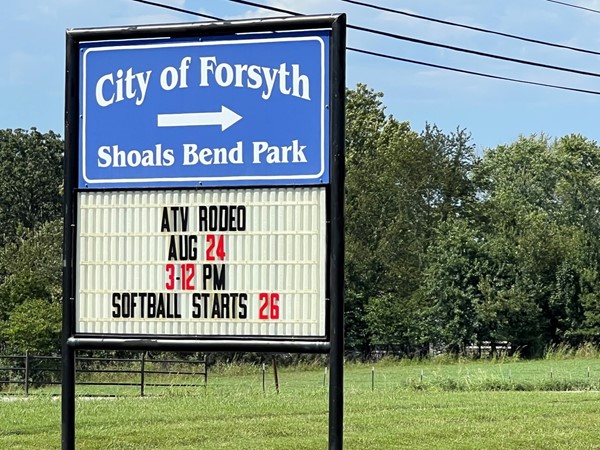 City of Forsyth
Shoals Bend Park
ATV RODEO
AUG 24
3-12 PM
SOFTBALL STARTS 26